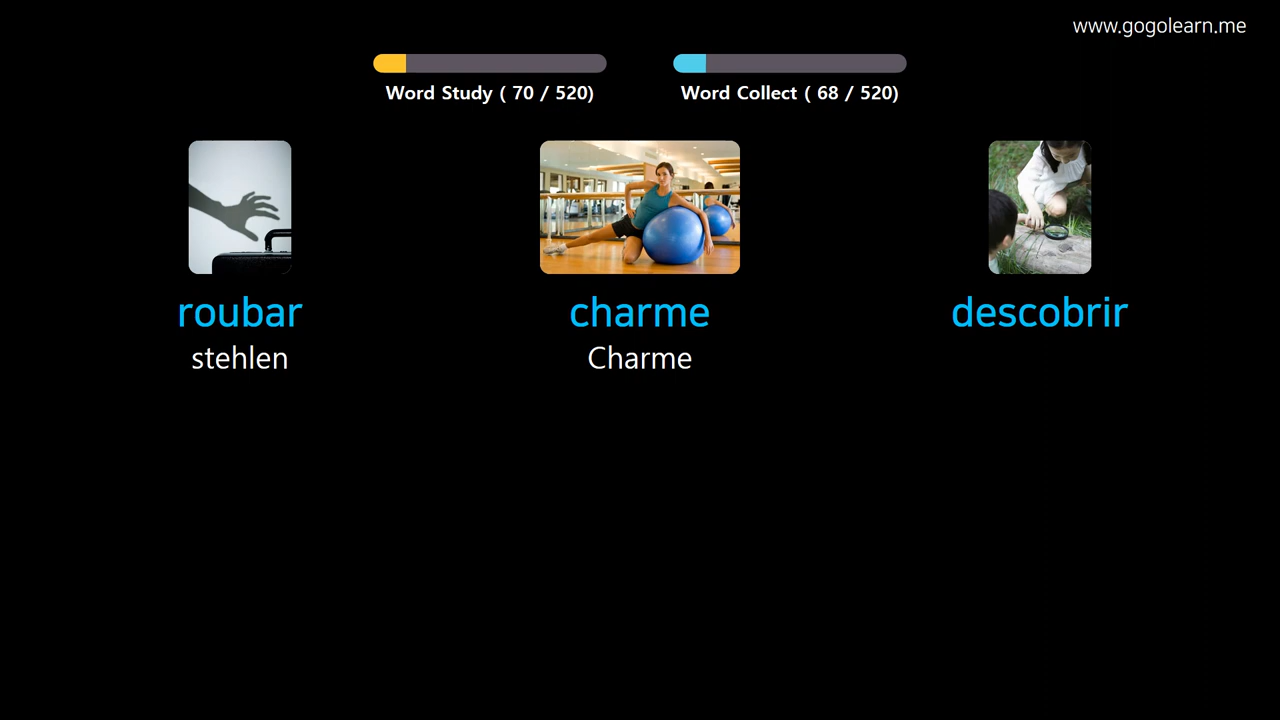 www.gogolearn.me
Word Study ( 70 / 520)
Word Collect ( 68 / 520)
roubar
charme
descobrir
stehlen
Charme